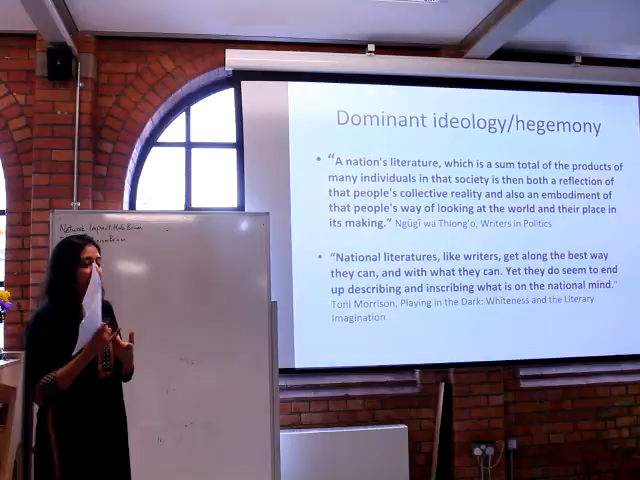 Dominant ideology/hegemony
• “A nation's literature, which is a sum total of the products of
many individuals in that society is then both a reflection of
that people's collective reality and also an embodiment of
that people's way of looking at the world and their place in
its making.” Ngũgĩ wa Thiong'o, Writers in Politics
• “National literatures, like writers, get along the best way
they can, and with what they can. Yet they do seem to end
up describing and inscribing what is on the national mind.”
Toni Morrison, Playing in the Dark: Whiteness and the Literary
Imagination
Network Impact Hub Brum